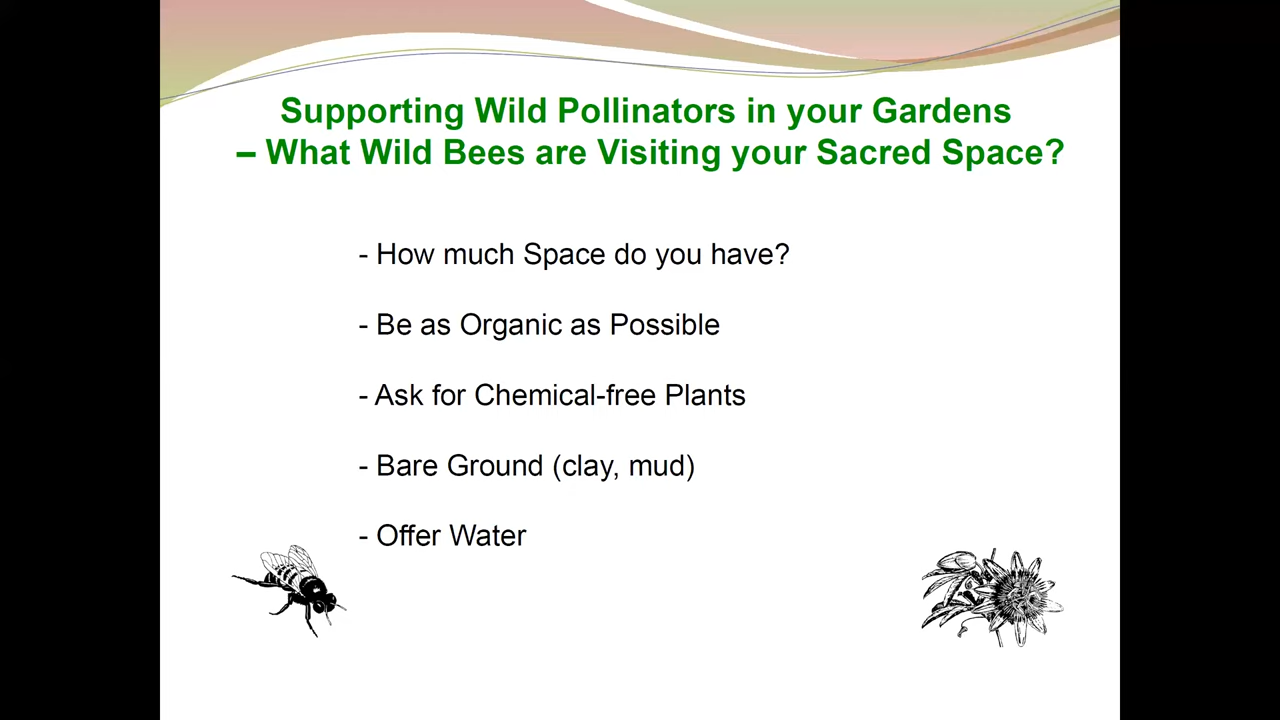 Supporting Wild Pollinators in your Gardens
– What Wild Bees are Visiting your Sacred Space?
- How much Space do you have?
- Be as Organic as Possible
- Ask for Chemical-free Plants
- Bare Ground (clay, mud)
- Offer Water